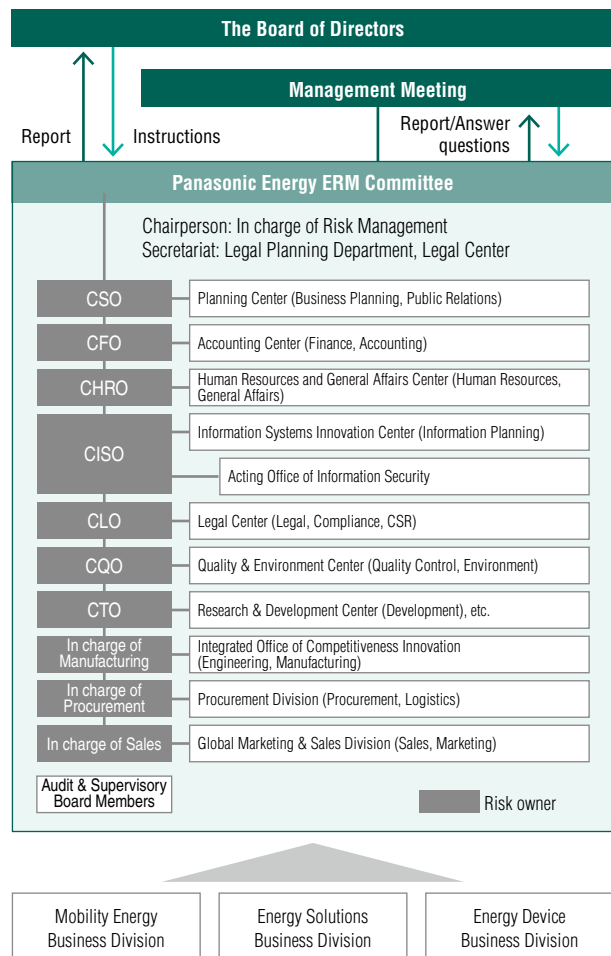 The Board of Directors
Management Meeting
Report
Instructions
Report/Answer
questions
Panasonic Energy ERM Committee
Chairperson: In charge of Risk Management
Secretariat: Legal Planning Department, Legal Center
CSO
Planning Center (Business Planning, Public Relations)
CFO
Accounting Center (Finance, Accounting)
CHRO
Human Resources and General Affairs Center (Human Resources,
General Affairs)
CISO
Information Systems Innovation Center (Information Planning)
Acting Office of Information Security
CLO
Legal Center (Legal, Compliance, CSR)
CQO
Quality & Environment Center (Quality Control, Environment)
CTO
Research & Development Center (Development), etc.
In charge of
Manufacturing
Integrated Office of Competitiveness Innovation
(Engineering, Manufacturing)
In charge of
Procurement
Procurement Division (Procurement, Logistics)
In charge of Sales
Global Marketing & Sales Division (Sales, Marketing)
Audit & Supervisory
Board Members
Risk owner
Mobility Energy
Business Division
Energy Solutions
Business Division
Energy Device
Business Division